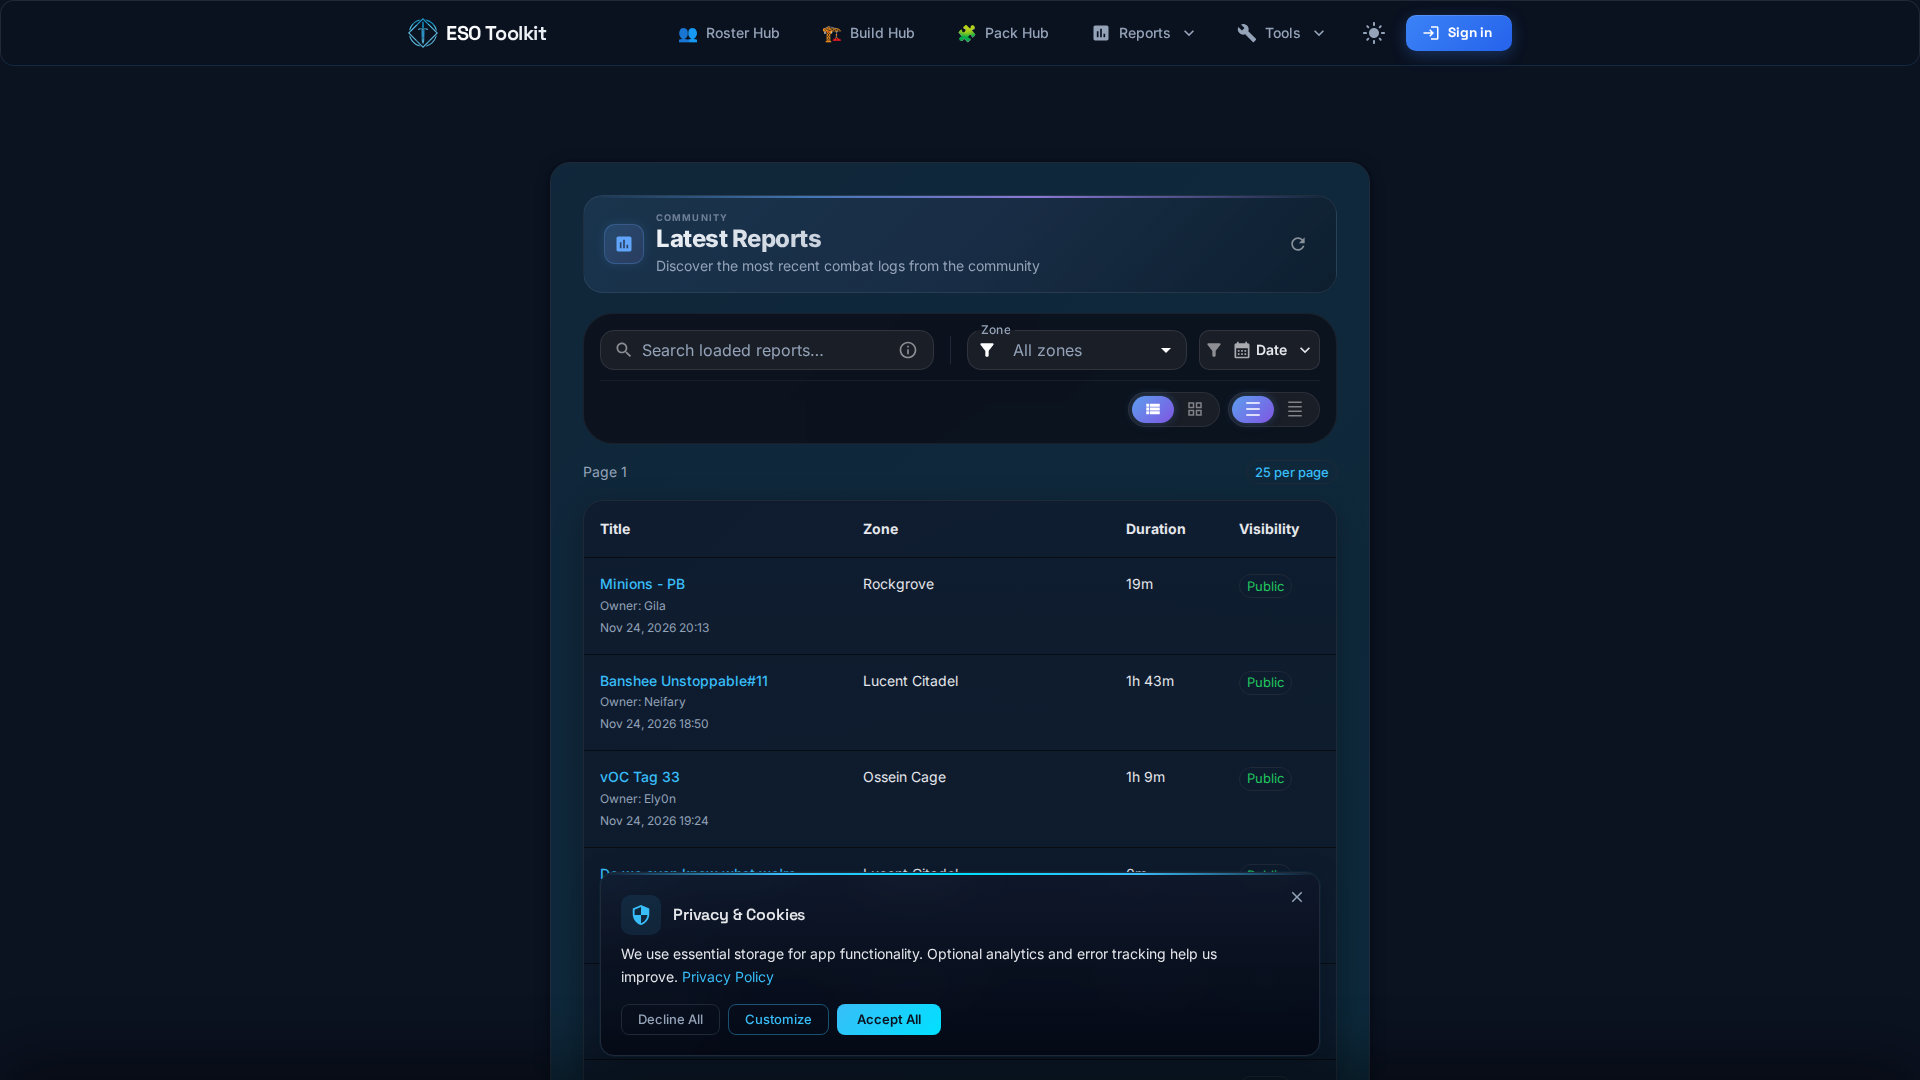 ESO Toolkit
Roster Hub
Build Hub
Pack Hub
Reports
Tools
Sign in
COMMUNITY
Latest Reports
Discover the most recent combat logs from the community
Search loaded reports...
Zone
All zones
Date
Page 1
25 per page
Title Zone Duration Visibility
Minions - PB Rockgrove 19m Public
Owner: Gila
Nov 24, 2026 20:13
Banshee Unstoppable#11 Lucent Citadel 1h 43m Public
Owner: Neifary
Nov 24, 2026 18:50
vOC Tag 33 Ossein Cage 1h 9m Public
Owner: Ely0n
Nov 24, 2026 19:24
Privacy & Cookies
We use essential storage for app functionality. Optional analytics and error tracking help us
improve. Privacy Policy
Decline All
Customize
Accept All